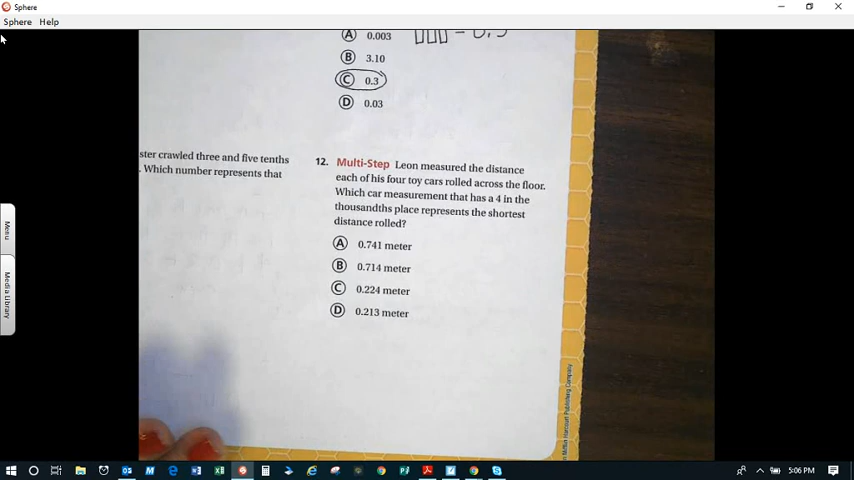 Sphere
Sphere Help
A 0.003
B 3.10
C 0.3
D 0.03
ster crawled three and five tenths
. Which number represents that
12. Multi-Step Leon measured the distance
each of his four toy cars rolled across the floor.
Which car measurement that has a 4 in the
thousandths place represents the shortest
distance rolled?
A 0.741 meter
B 0.714 meter
C 0.224 meter
D 0.213 meter
Harcourt Publishing Company
Menu
Media Library
5:06 PM